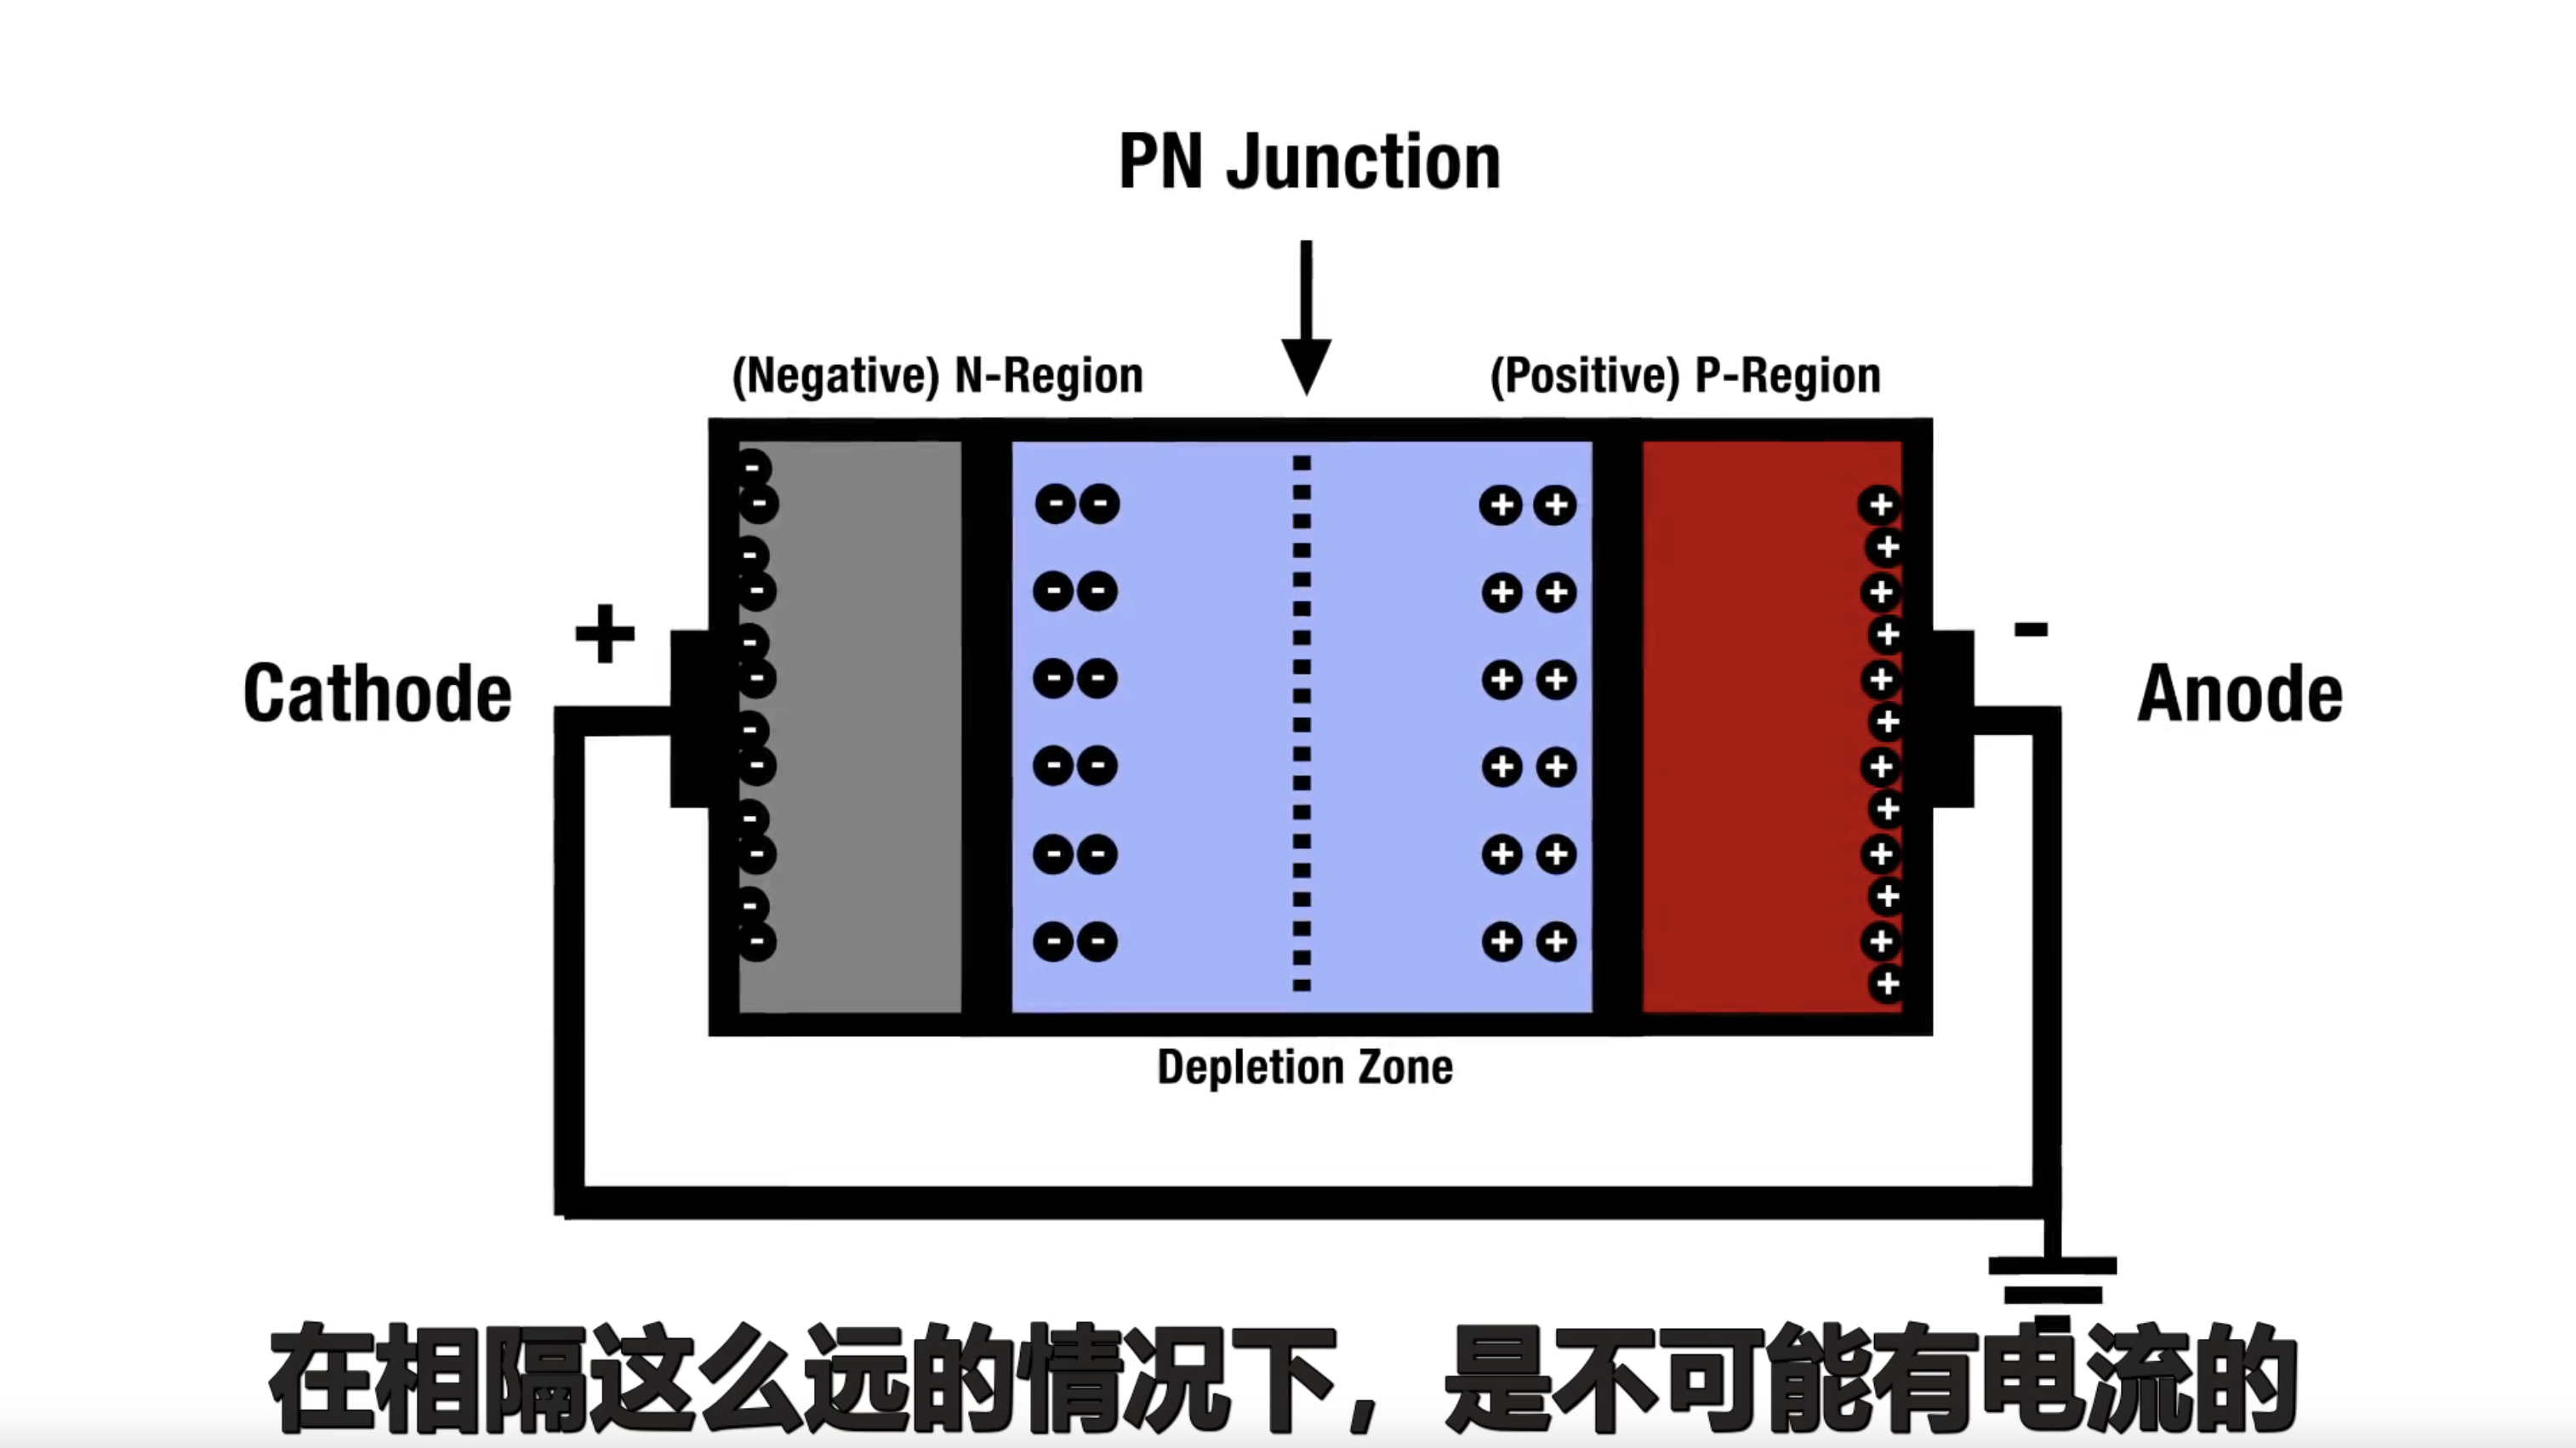 PN Junction
(Negative) N-Region
(Positive) P-Region
+
-
Cathode
Anode
Depletion Zone
在相隔这么远的情况下，是不可能有电流的